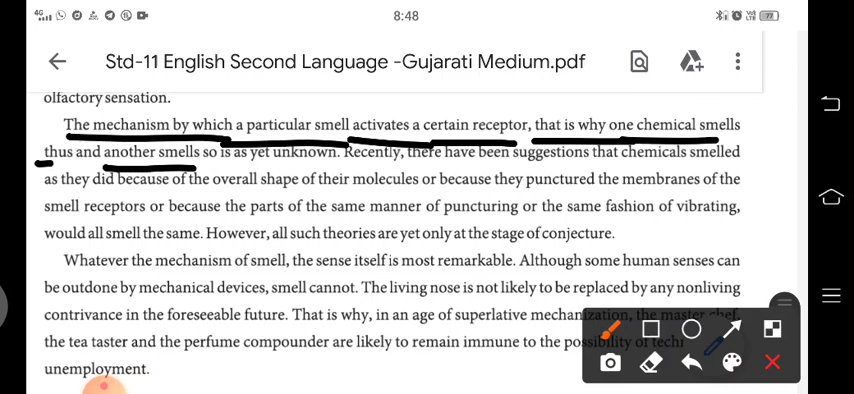 4G 8:48 77
Std-11 English Second Language -Gujarati Medium.pdf
olfactory sensation.
The mechanism by which a particular smell activates a certain receptor, that is why one chemical smells
thus and another smells so is as yet unknown. Recently, there have been suggestions that chemicals smelled
as they did because of the overall shape of their molecules or because they punctured the membranes of the
smell receptors or because the parts of the same manner of puncturing or the same fashion of vibrating,
would all smell the same. However, all such theories are yet only at the stage of conjecture.
Whatever the mechanism of smell, the sense itself is most remarkable. Although some human senses can
be outdone by mechanical devices, smell cannot. The living nose is not likely to be replaced by any nonliving
contrivance in the foreseeable future. That is why, in an age of superlative mechanization, the master chef,
the tea taster and the perfume compounder are likely to remain immune to the possibility of
unemployment.